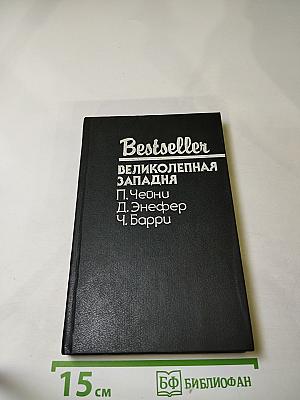 Bestseller
ВЕЛИКОЛЕПНАЯ
ЗАПАДНЯ
П. Чейни
Д. Энефер
Ч. Барри
15 см
БФ БИБЛИОФАН